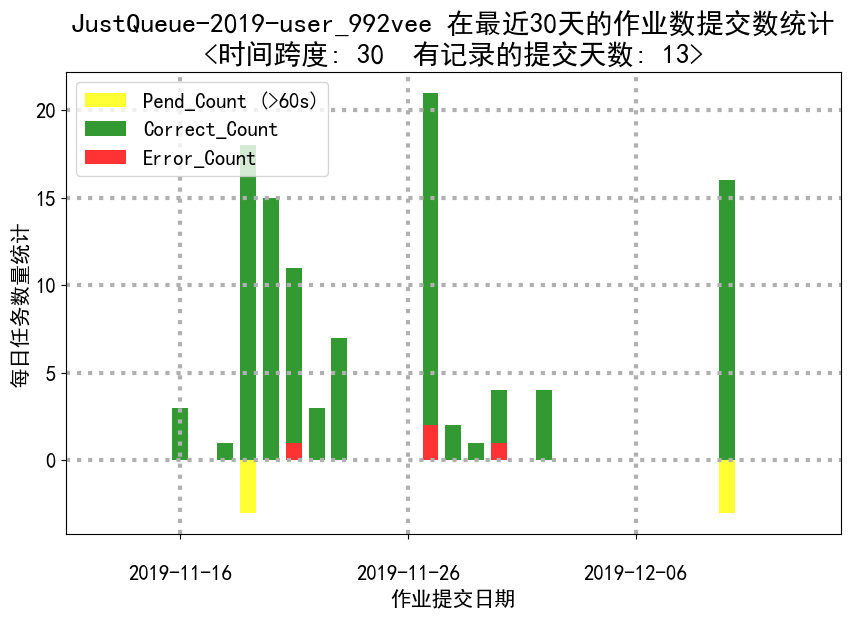 JustQueue-2019-user_992vee 在最近30天的作业数提交数统计
<时间跨度: 30  有记录的提交天数: 13>
Pend_Count (>60s)
Correct_Count
Error_Count
20
15
10
5
0
每日任务数量统计
2019-11-16
2019-11-26
2019-12-06
作业提交日期